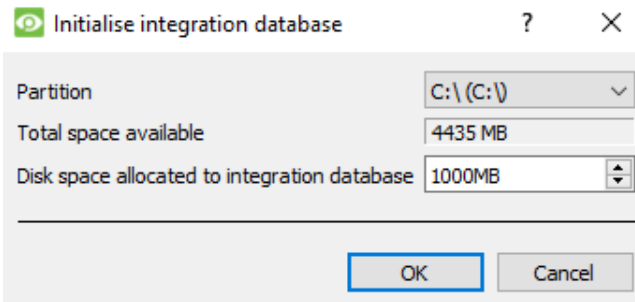 Initialise integration database ?
Partition C:\ (C:\)
Total space available 4435 MB
Disk space allocated to integration database 1000MB
OK Cancel